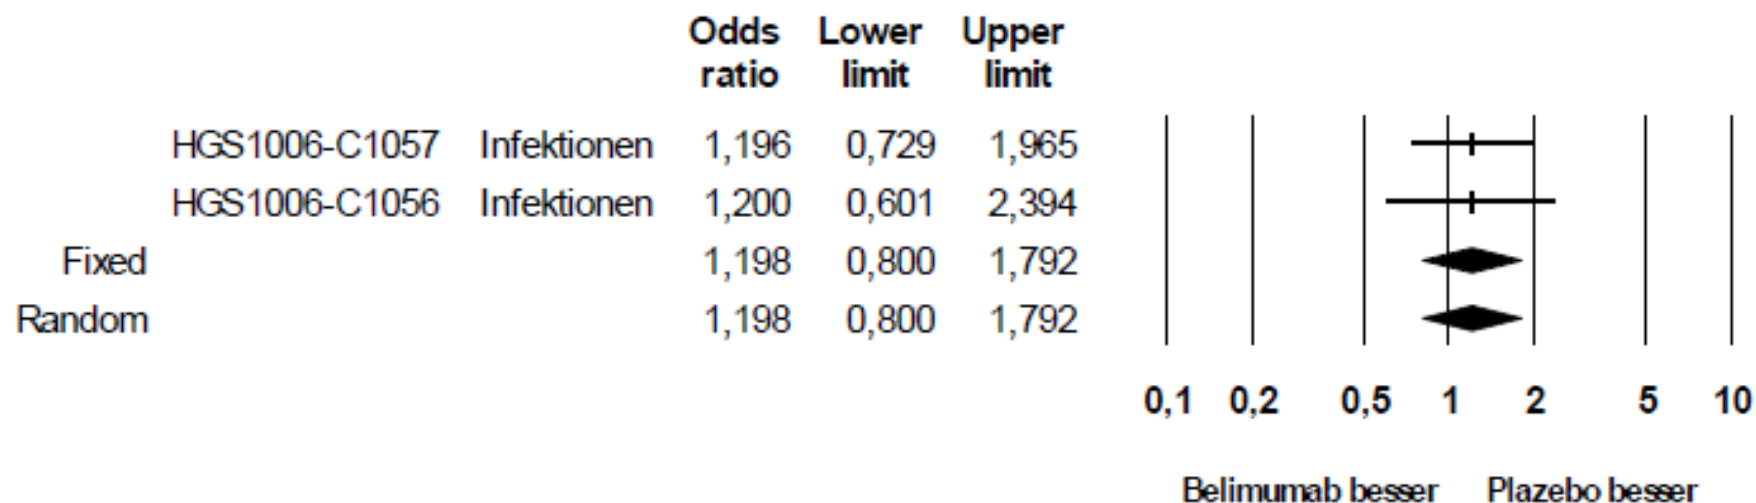 Odds Lower Upper
ratio limit limit
HGS1006-C1057 Infektionen 1,196 0,729 1,965
HGS1006-C1056 Infektionen 1,200 0,601 2,394
Fixed 1,198 0,800 1,792
Random 1,198 0,800 1,792
0,1 0,2 0,5 1 2 5 10
Belimumab besser Plazebo besser